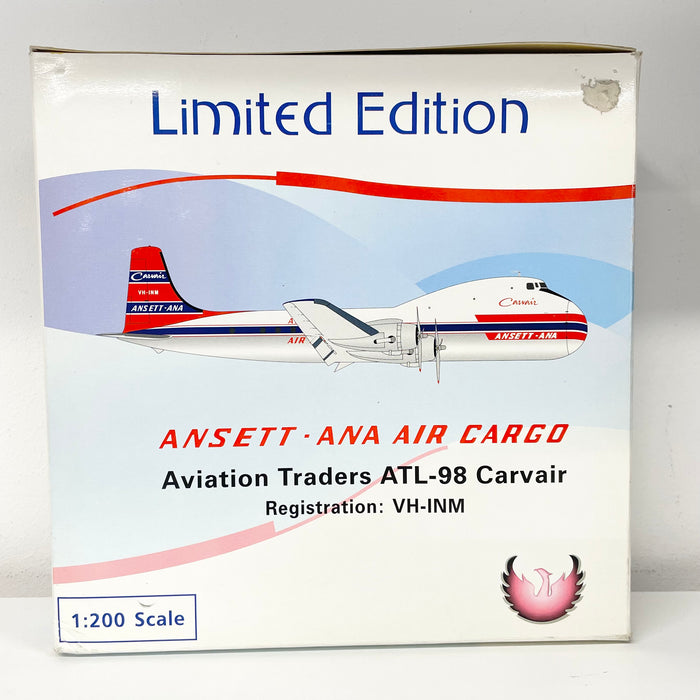 Limited Edition
Carvair
VH-INM
ANSETT-ANA
Carvair
ANSETT-ANA
AIR
ANSETT-ANA AIR CARGO
Aviation Traders ATL-98 Carvair
Registration: VH-INM
1:200 Scale